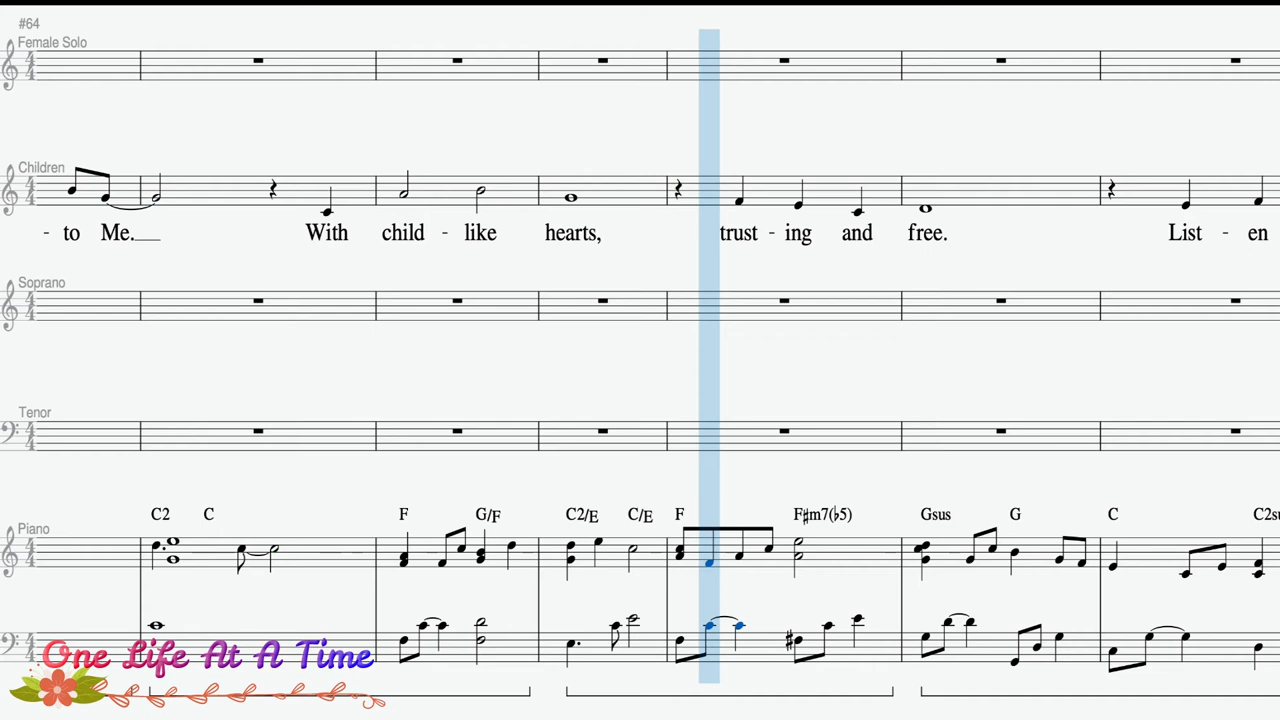 #64
Female Solo
Children
- to Me.__ With child - like hearts, trust - ing and free. List - en
Soprano
Tenor
C2 C F G/F C2/E C/E F F♯m7(♭5) Gsus G C C2su
Piano
One Life At A Time